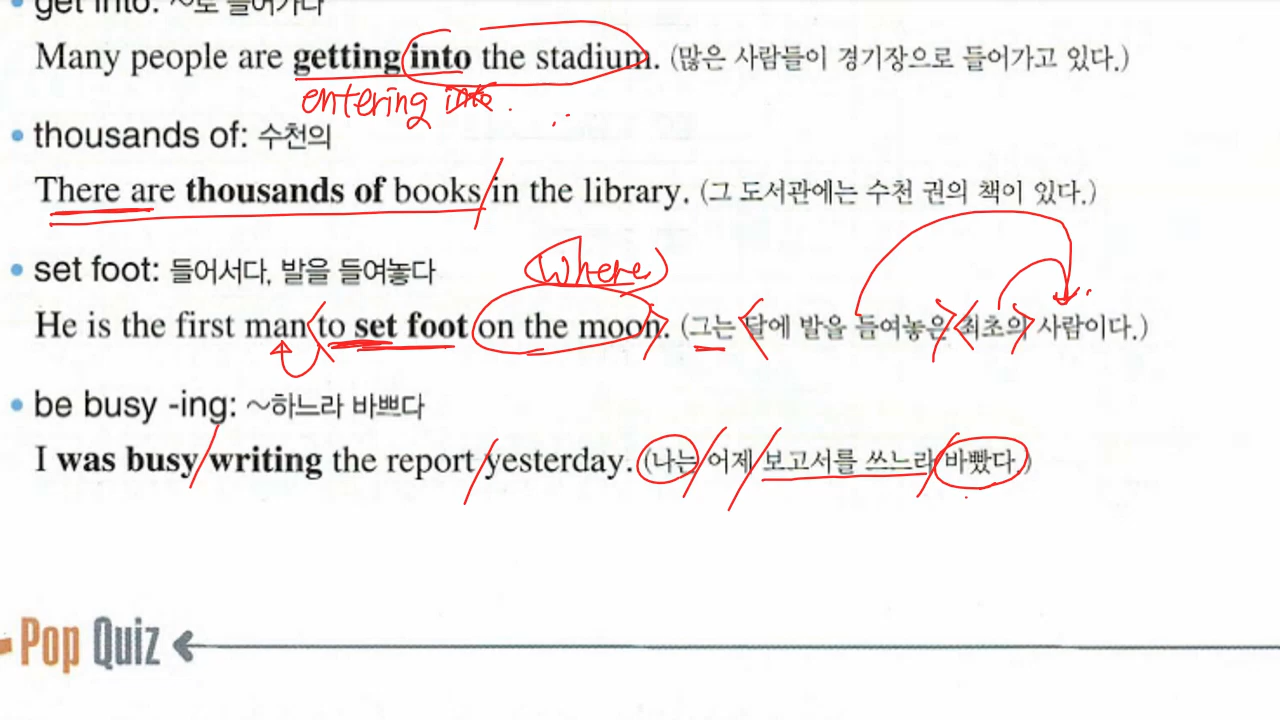 • get into: ~로 들어가다
Many people are getting into the stadium. (많은 사람들이 경기장으로 들어가고 있다.)
entering into.
• thousands of: 수천의
There are thousands of books in the library. (그 도서관에는 수천 권의 책이 있다.)
(where)
• set foot: 들어서다, 발을 들여놓다
He is the first man to set foot on the moon. (그는 달에 발을 들여놓은 최초의 사람이다.)
• be busy -ing: ~하느라 바쁘다
I was busy writing the report yesterday. (나는 어제 보고서를 쓰느라 바빴다.)
Pop Quiz